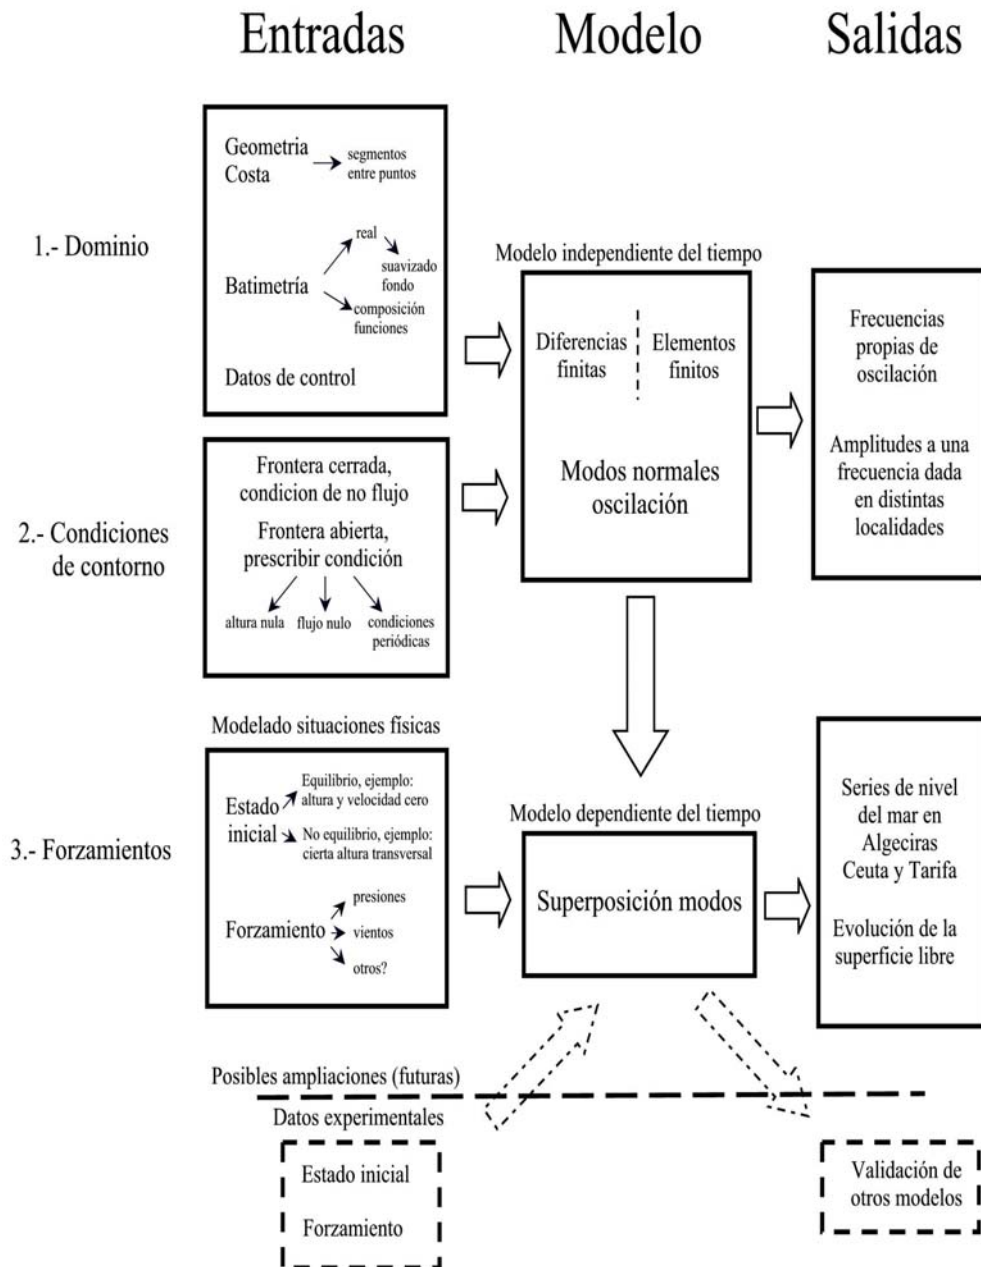 Entradas
Modelo
Salidas
1.- Dominio
Geometria
Costa
segmentos
entre puntos
Batimetría
real
suavizado
fondo
composición
funciones
Datos de control
2.- Condiciones
de contorno
Frontera cerrada,
condicion de no flujo
Frontera abierta,
prescribir condición
altura nula
flujo nulo
condiciones
periódicas
Modelo independiente del tiempo
Diferencias
finitas
Elementos
finitos
Modos normales
oscilación
Frecuencias
propias de
oscilación
Amplitudes a una
frecuencia dada
en distintas
localidades
3.- Forzamientos
Modelado situaciones físicas
Estado
inicial
Equilibrio, ejemplo:
altura y velocidad cero
No equilibrio, ejemplo:
cierta altura transversal
Forzamiento
presiones
vientos
otros?
Modelo dependiente del tiempo
Superposición modos
Series de nivel
del mar en
Algeciras
Ceuta y Tarifa
Evolución de la
superficie libre
Posibles ampliaciones (futuras)
Datos experimentales
Estado inicial
Forzamiento
Validación de
otros modelos